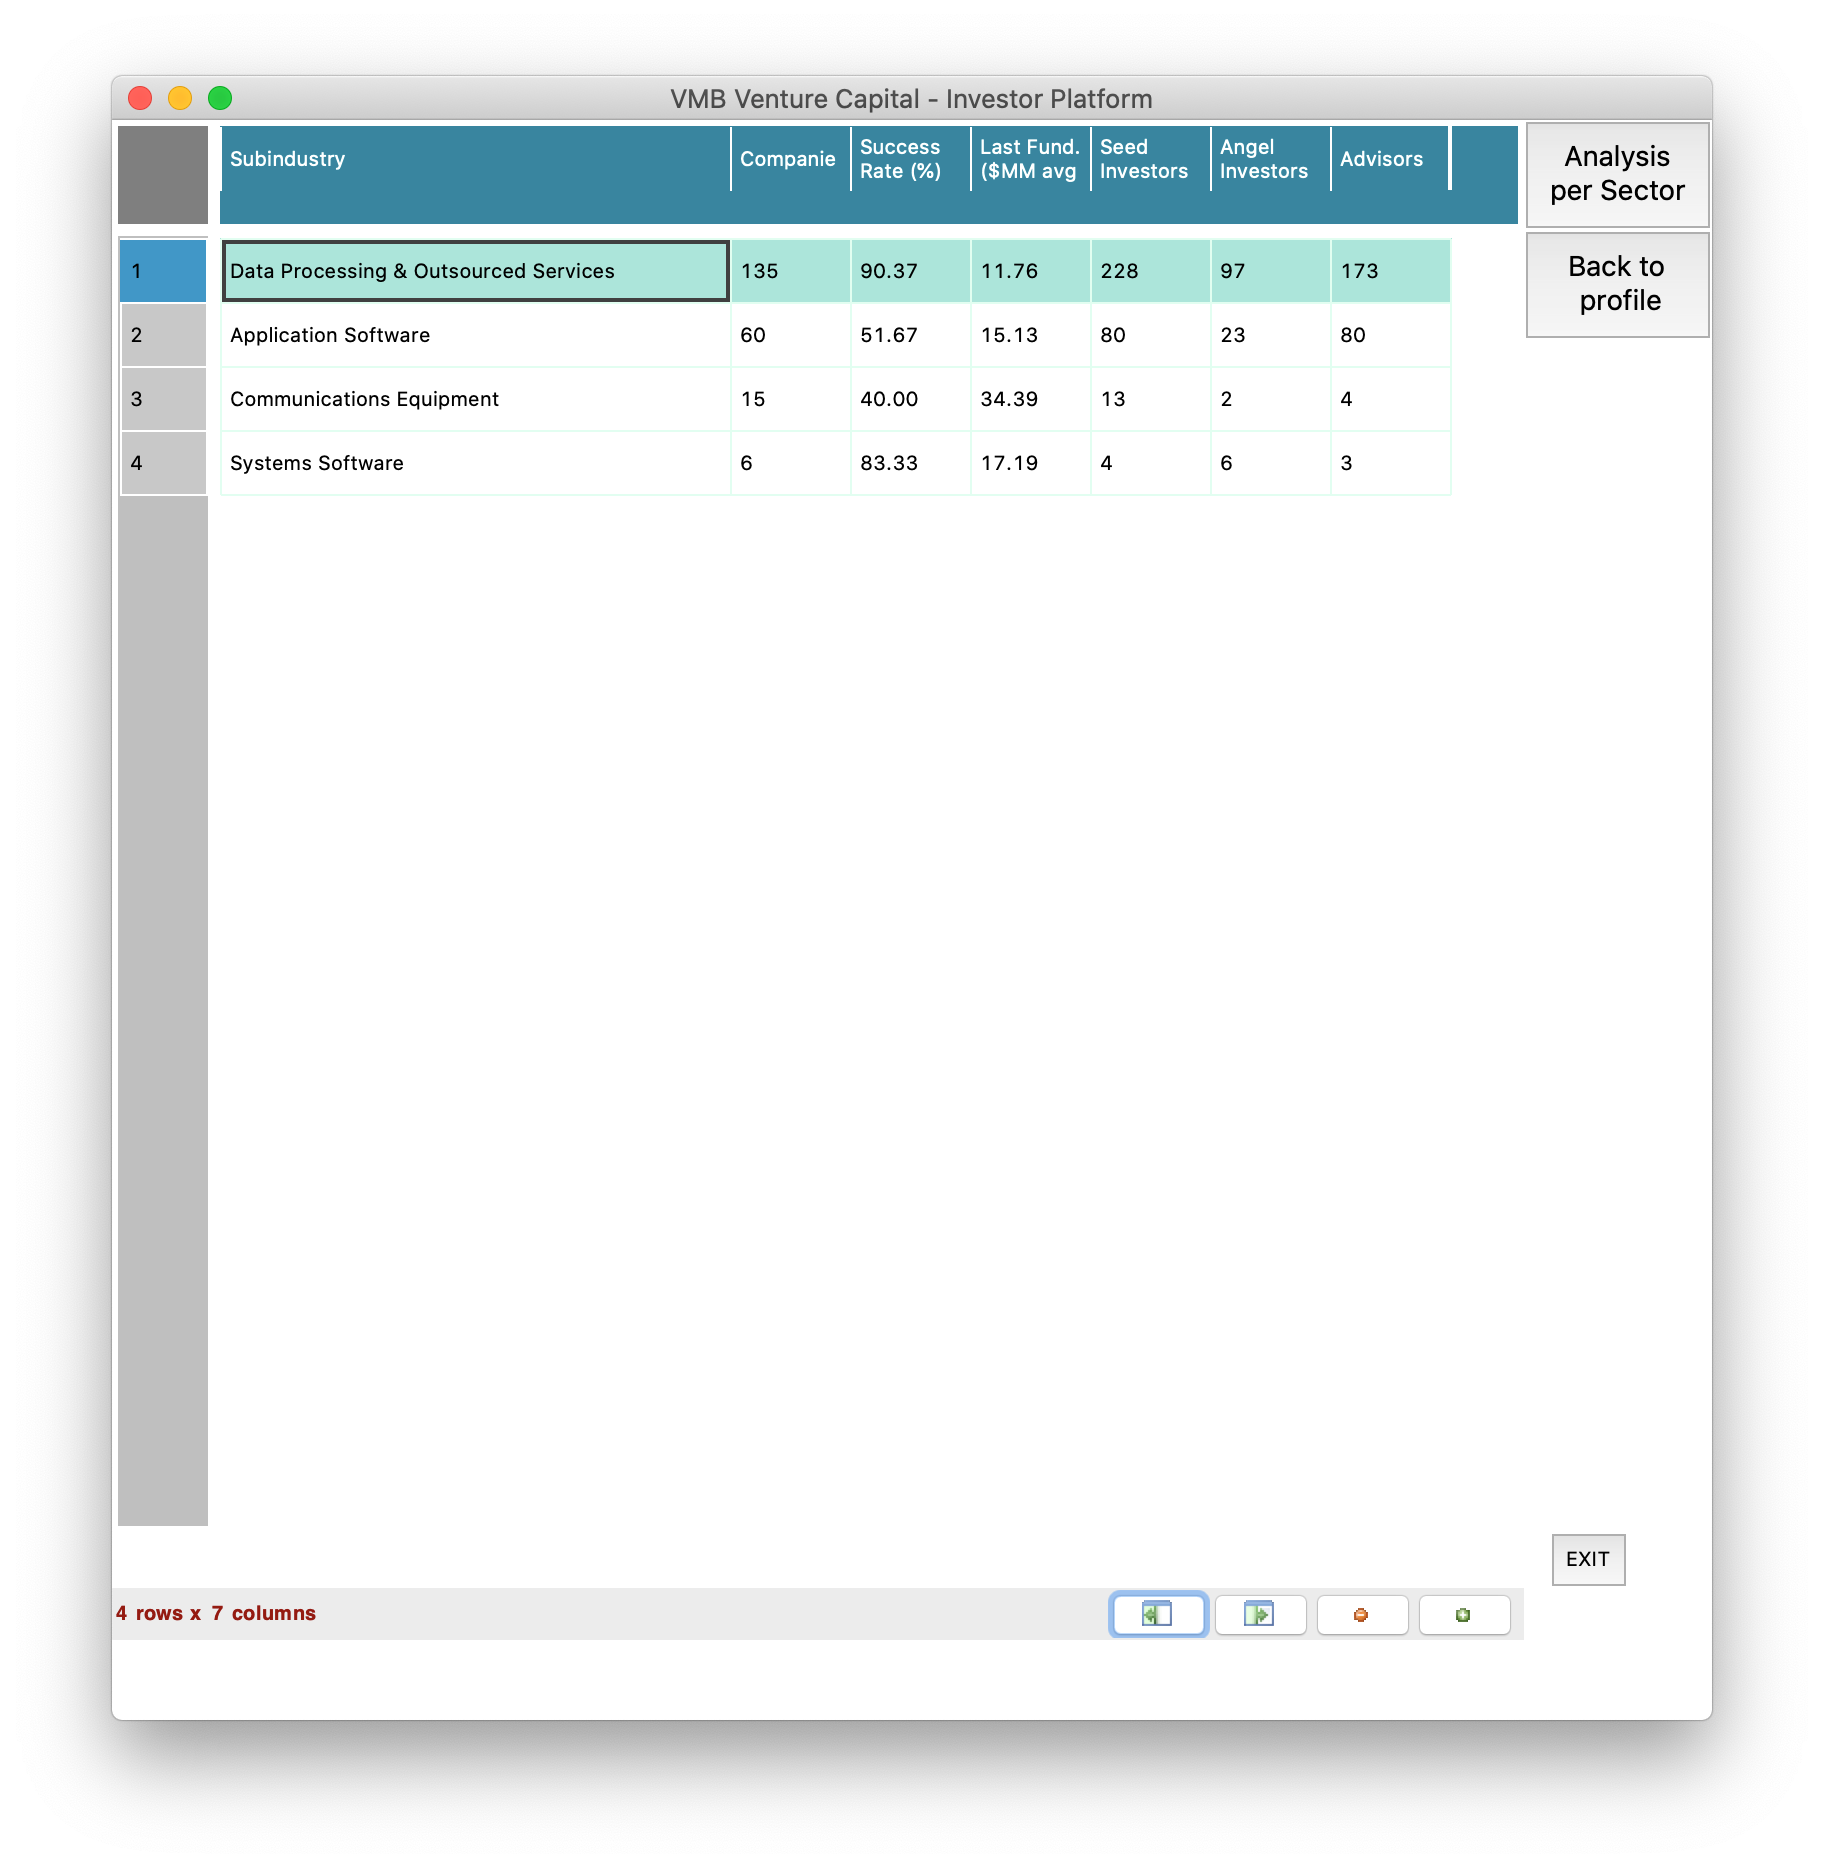 VMB Venture Capital - Investor Platform
Subindustry Companie Success Rate (%) Last Fund. ($MM avg Seed Investors Angel Investors Advisors
1 Data Processing & Outsourced Services 135 90.37 11.76 228 97 173
2 Application Software 60 51.67 15.13 80 23 80
3 Communications Equipment 15 40.00 34.39 13 2 4
4 Systems Software 6 83.33 17.19 4 6 3
Analysis
per Sector
Back to
profile
EXIT
4 rows x 7 columns